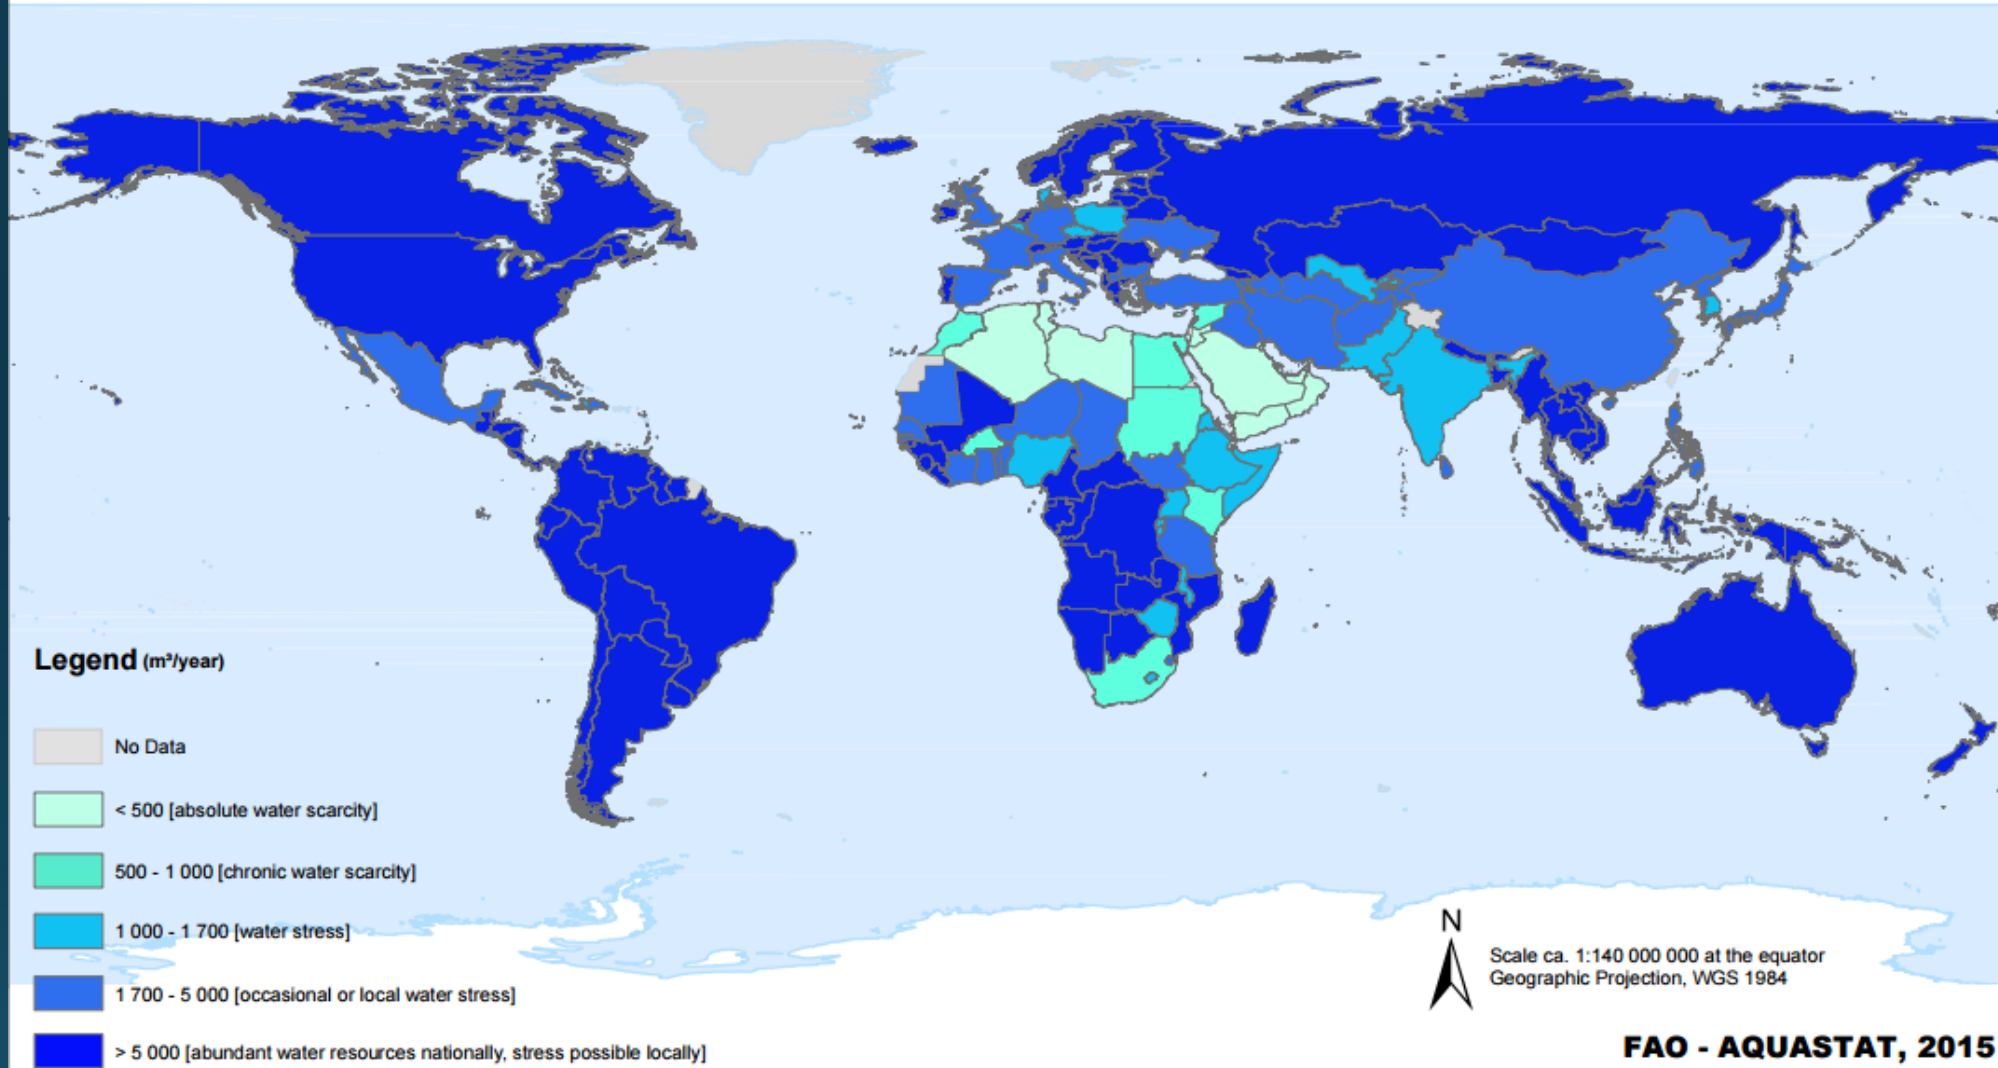 Legend (m³/year)
No Data
< 500 [absolute water scarcity]
500 - 1 000 [chronic water scarcity]
1 000 - 1 700 [water stress]
1 700 - 5 000 [occasional or local water stress]
> 5 000 [abundant water resources nationally, stress possible locally]
N
Scale ca. 1:140 000 000 at the equator
Geographic Projection, WGS 1984
FAO - AQUASTAT, 2015